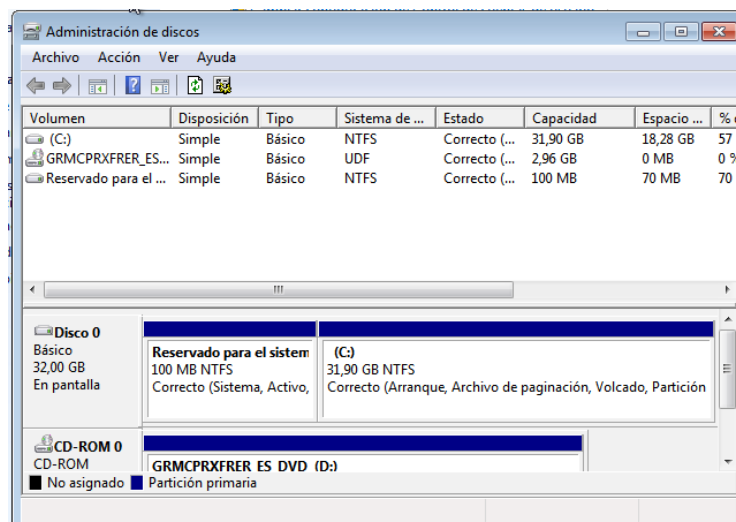 Administración de discos
Archivo Acción Ver Ayuda
Volumen Disposición Tipo Sistema de ... Estado Capacidad Espacio ... %
(C:) Simple Básico NTFS Correcto (... 31,90 GB 18,28 GB 57
GRMCPRXFRER_ES... Simple Básico UDF Correcto (... 2,96 GB 0 MB 0 %
Reservado para el ... Simple Básico NTFS Correcto (... 100 MB 70 MB 70
Disco 0
Básico
32,00 GB
En pantalla
Reservado para el sistem
100 MB NTFS
Correcto (Sistema, Activo,
(C:)
31,90 GB NTFS
Correcto (Arranque, Archivo de paginación, Volcado, Partición
CD-ROM 0
CD-ROM
GRMCPRXFRER_ES_DVD (D:)
No asignado Partición primaria